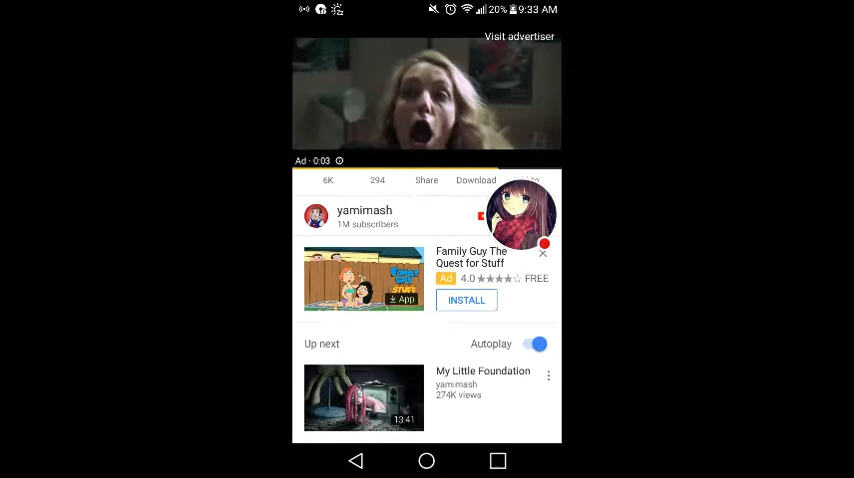 20% 9:33 AM
Visit advertiser
Ad · 0:03
6K 294 Share Download
yamimash
1M subscribers
Family Guy The
Quest for Stuff
Ad 4.0 FREE
App
INSTALL
Up next Autoplay
My Little Foundation
yamimash
274K views
13:41